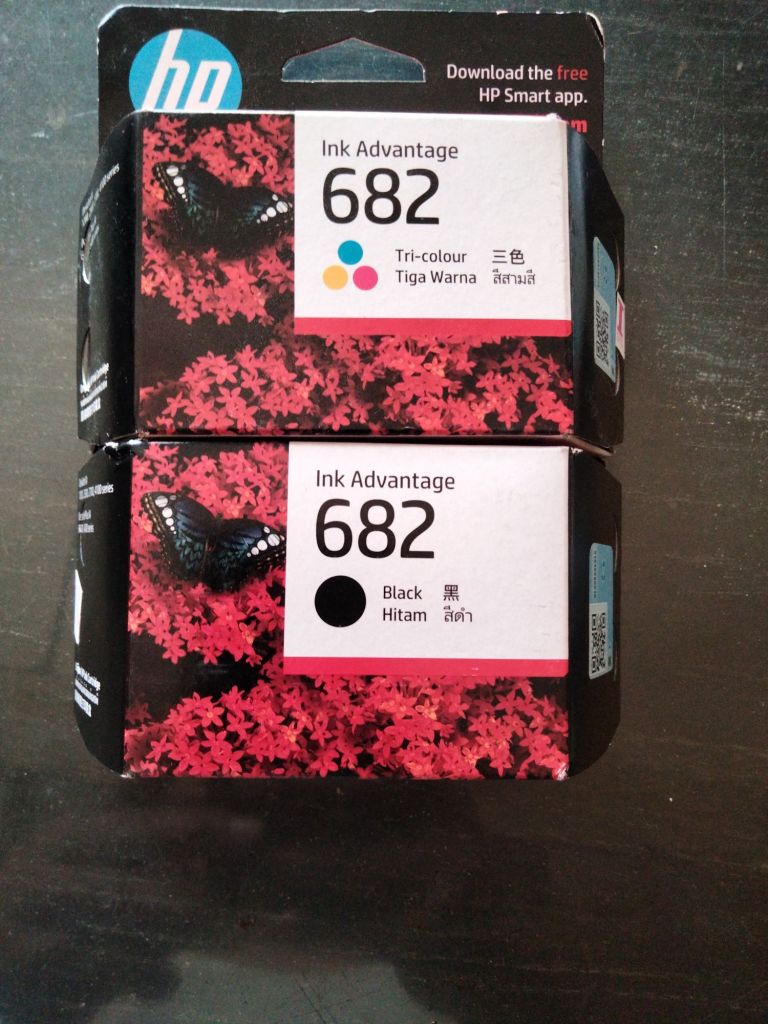 hp
Download the free
HP Smart app.
Ink Advantage
682
Tri-colour 三色
Tiga Warna สีสามสี
Ink Advantage
682
Black 黑
Hitam สีดำ